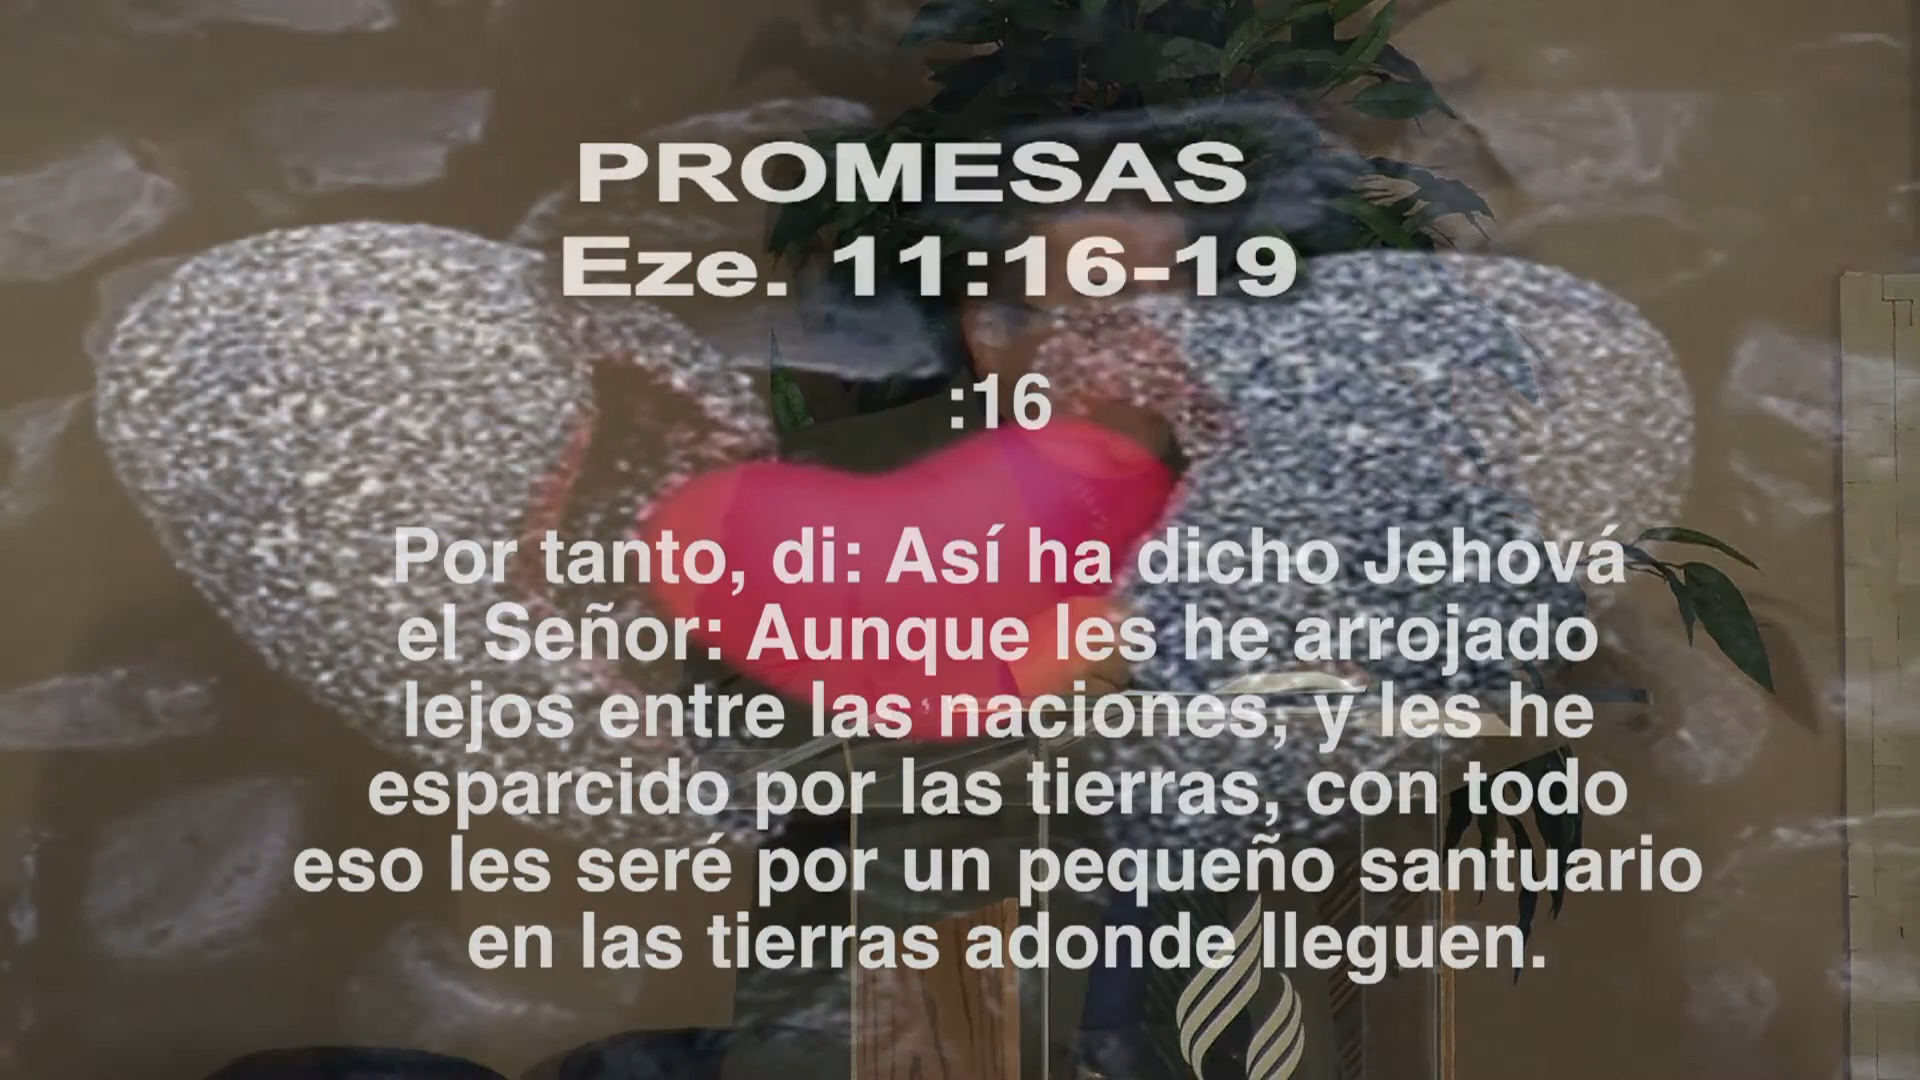 PROMESAS
Eze. 11:16-19
:16
Por tanto, di: Así ha dicho Jehová
el Señor: Aunque les he arrojado
lejos entre las naciones, y les he
esparcido por las tierras, con todo
eso les seré por un pequeño santuario
en las tierras adonde lleguen.